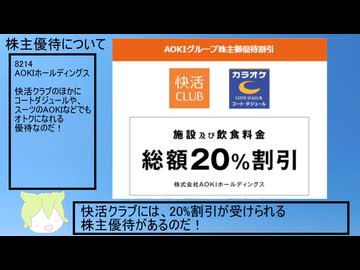 株主優待について
8214
AOKIホールディングス
快活クラブのほかに
コートダジュールや、
スーツのAOKIなどでも
オトクになれる
優待なのだ！
AOKIグループ株主御優待割引
快活
CLUB
カラオケ
COTE D'AZUR
コート・ダジュール
施設及び飲食料金
総額20%割引
株式会社AOKIホールディングス
快活クラブには、20%割引が受けられる
株主優待があるのだ！